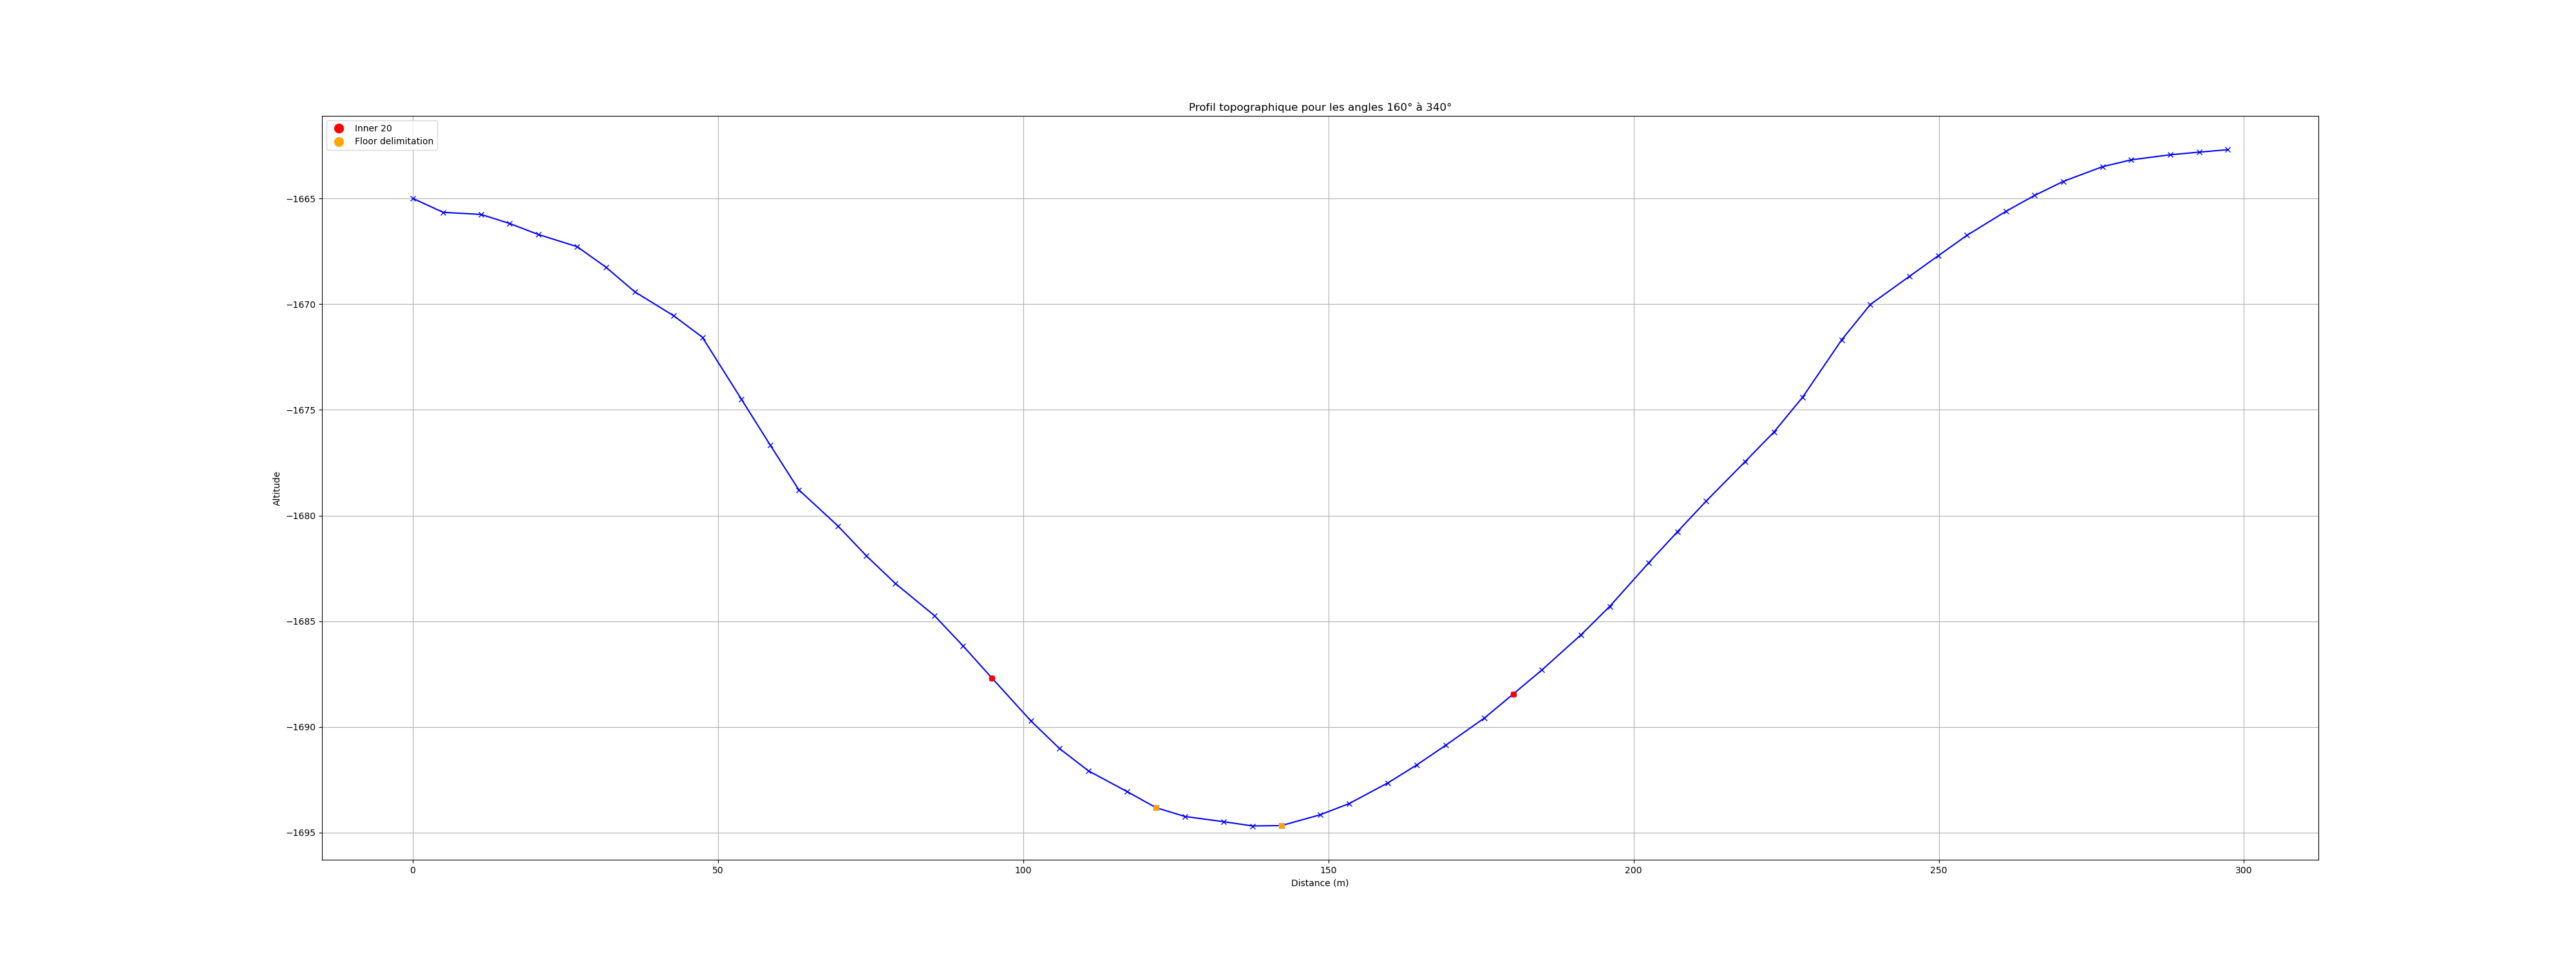 Profil topographique pour les angles 160° à 340°
Inner 20
Floor delimitation
Altitude
−1665
−1670
−1675
−1680
−1685
−1690
−1695
0
50
100
150
200
250
300
Distance (m)